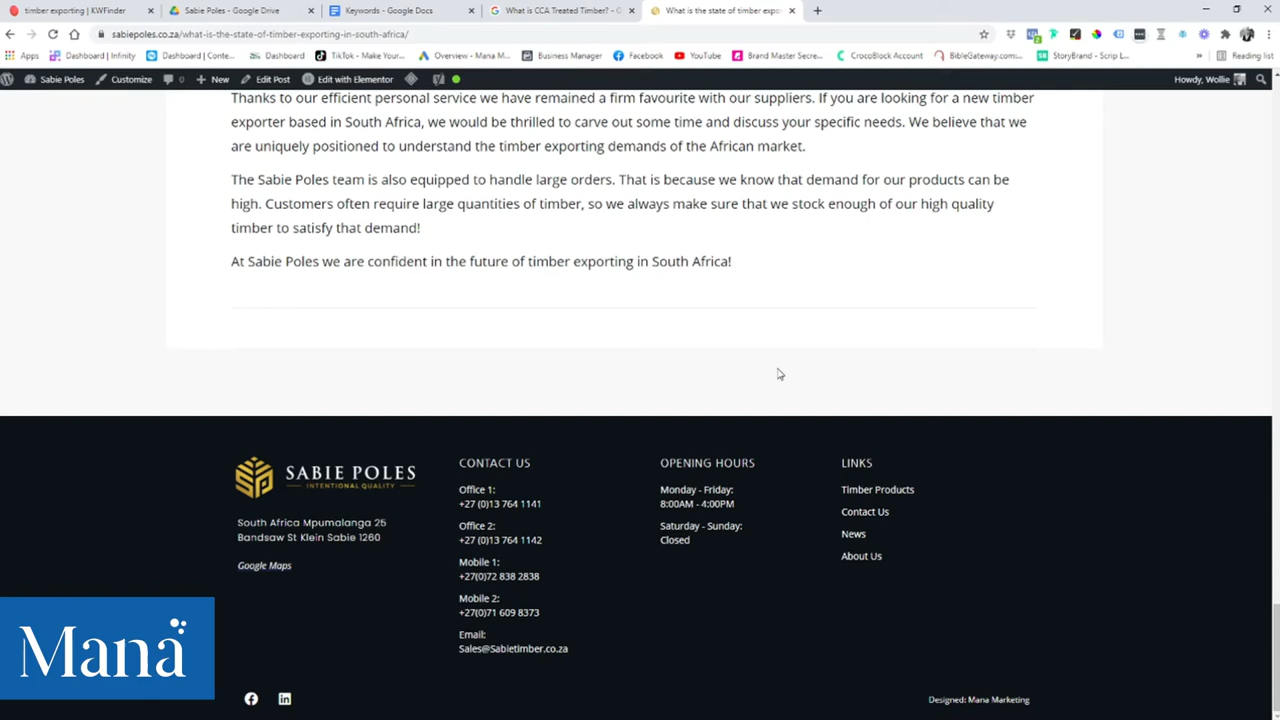 timber exporting | KWFinder
Sabie Poles - Google Drive
Keywords - Google Docs
What is CCA Treated Timber? - G
What is the state of timber expo
sabiepoles.co.za/what-is-the-state-of-timber-exporting-in-south-africa/
Apps
Dashboard | Infinity
Dashboard | Conte...
Dashboard
TikTok - Make Your...
Overview - Mana M...
Business Manager
Facebook
YouTube
Brand Master Secre...
CrocoBlock Account
BibleGateway.com:...
StoryBrand - Scrip L...
»
Reading list
Sabie Poles
Customize
0
New
Edit Post
Edit with Elementor
Howdy, Wollie
Thanks to our efficient personal service we have remained a firm favourite with our suppliers. If you are looking for a new timber
exporter based in South Africa, we would be thrilled to carve out some time and discuss your specific needs. We believe that we
are uniquely positioned to understand the timber exporting demands of the African market.
The Sabie Poles team is also equipped to handle large orders. That is because we know that demand for our products can be
high. Customers often require large quantities of timber, so we always make sure that we stock enough of our high quality
timber to satisfy that demand!
At Sabie Poles we are confident in the future of timber exporting in South Africa!
SABIE POLES
INTENTIONAL QUALITY
South Africa Mpumalanga 25
Bandsaw St Klein Sabie 1260
Google Maps
CONTACT US
Office 1:
+27 (0)13 764 1141
Office 2:
+27 (0)13 764 1142
Mobile 1:
+27(0)72 838 2838
Mobile 2:
+27(0)71 609 8373
Email:
Sales@Sabietimber.co.za
OPENING HOURS
Monday - Friday:
8:00AM - 4:00PM
Saturday - Sunday:
Closed
LINKS
Timber Products
Contact Us
News
About Us
Mana
Designed: Mana Marketing